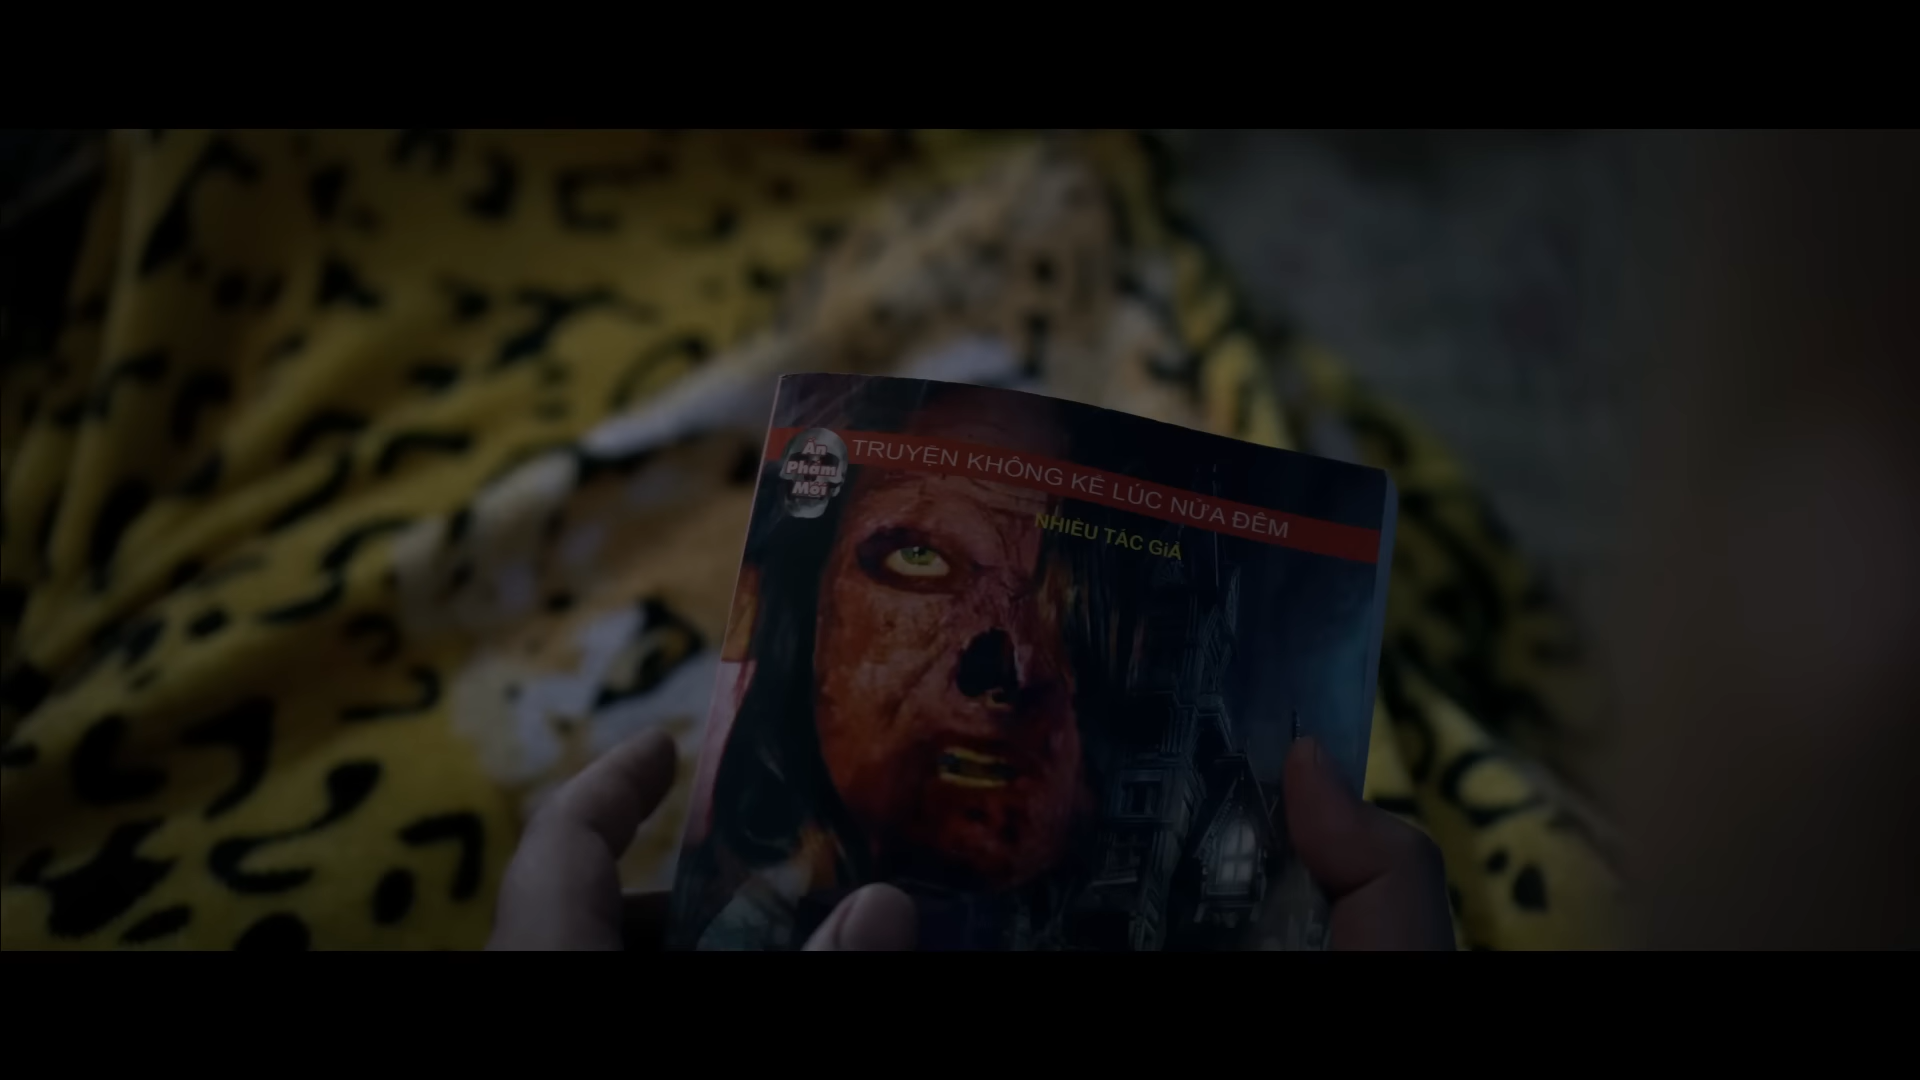 Ấn
Phẩm
Mới
TRUYỆN KHÔNG KỂ LÚC NỬA ĐÊM
NHIỀU TÁC GiẢ